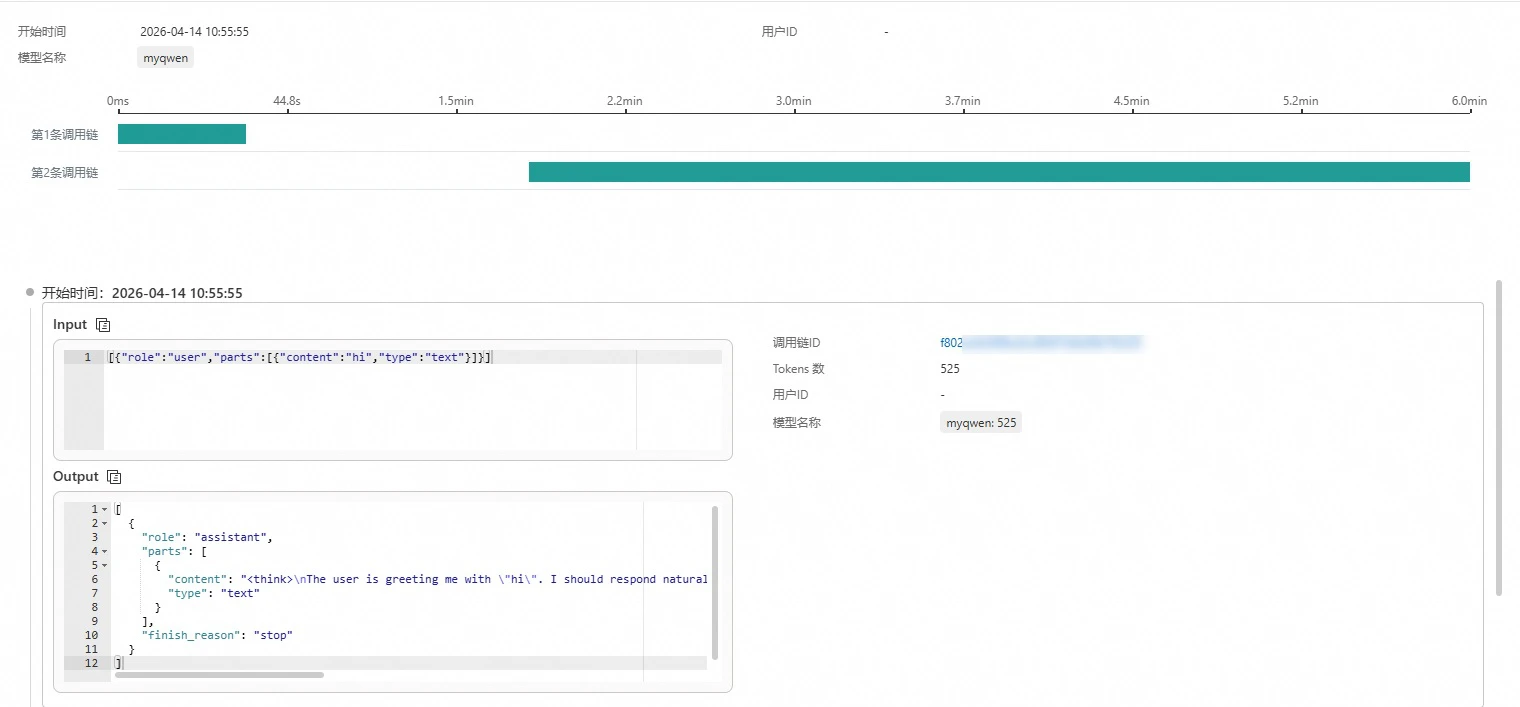 开始时间 2026-04-14 10:55:55 用户ID -
模型名称 myqwen
0ms 44.8s 1.5min 2.2min 3.0min 3.7min 4.5min 5.2min 6.0min
第1条调用链
第2条调用链
开始时间：2026-04-14 10:55:55
Input
1 [{"role":"user","parts":[{"content":"hi","type":"text"}]}]
调用链ID f802
Tokens 数 525
用户ID -
模型名称 myqwen: 525
Output
1 [
2 {
3 "role": "assistant",
4 "parts": [
5 {
6 "content": "<think>\nThe user is greeting me with \"hi\". I should respond natural
7 "type": "text"
8 }
9 ],
10 "finish_reason": "stop"
11 }
12 ]